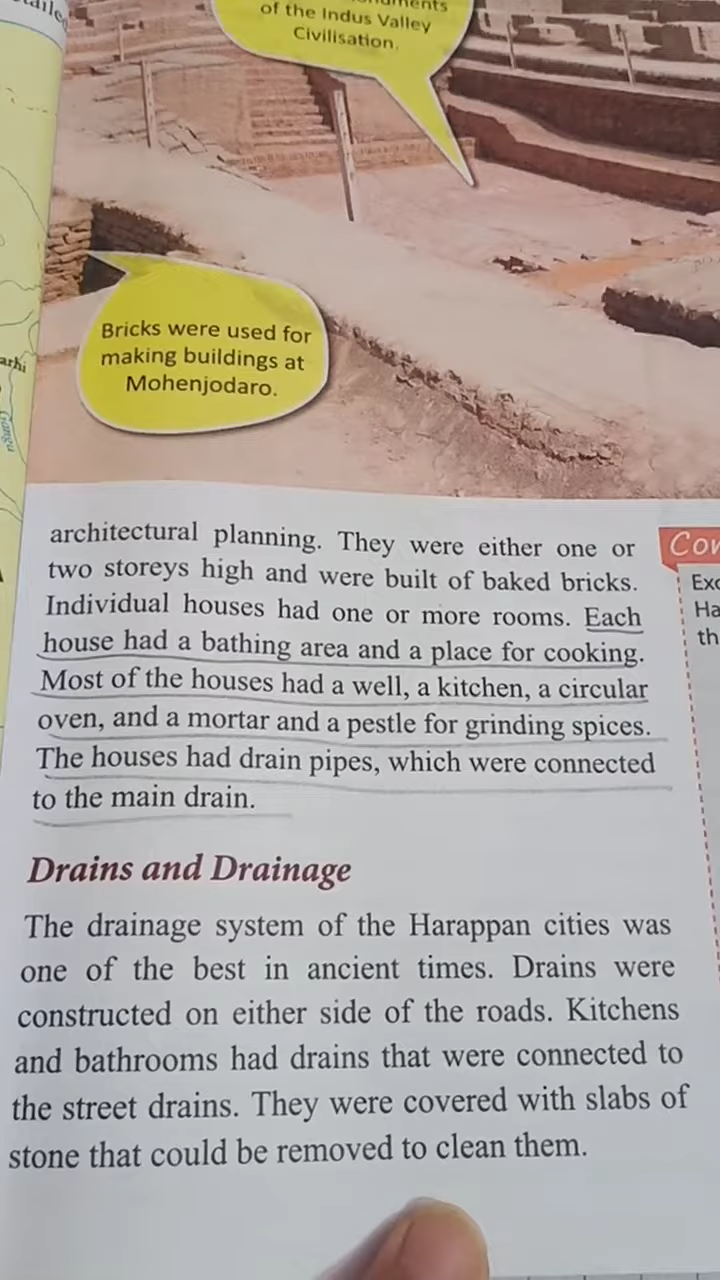 of the Indus Valley
Civilisation.
Bricks were used for
making buildings at
Mohenjodaro.
architectural planning. They were either one or
two storeys high and were built of baked bricks.
Individual houses had one or more rooms. Each
house had a bathing area and a place for cooking.
Most of the houses had a well, a kitchen, a circular
oven, and a mortar and a pestle for grinding spices.
The houses had drain pipes, which were connected
to the main drain.
Drains and Drainage
The drainage system of the Harappan cities was
one of the best in ancient times. Drains were
constructed on either side of the roads. Kitchens
and bathrooms had drains that were connected to
the street drains. They were covered with slabs of
stone that could be removed to clean them.